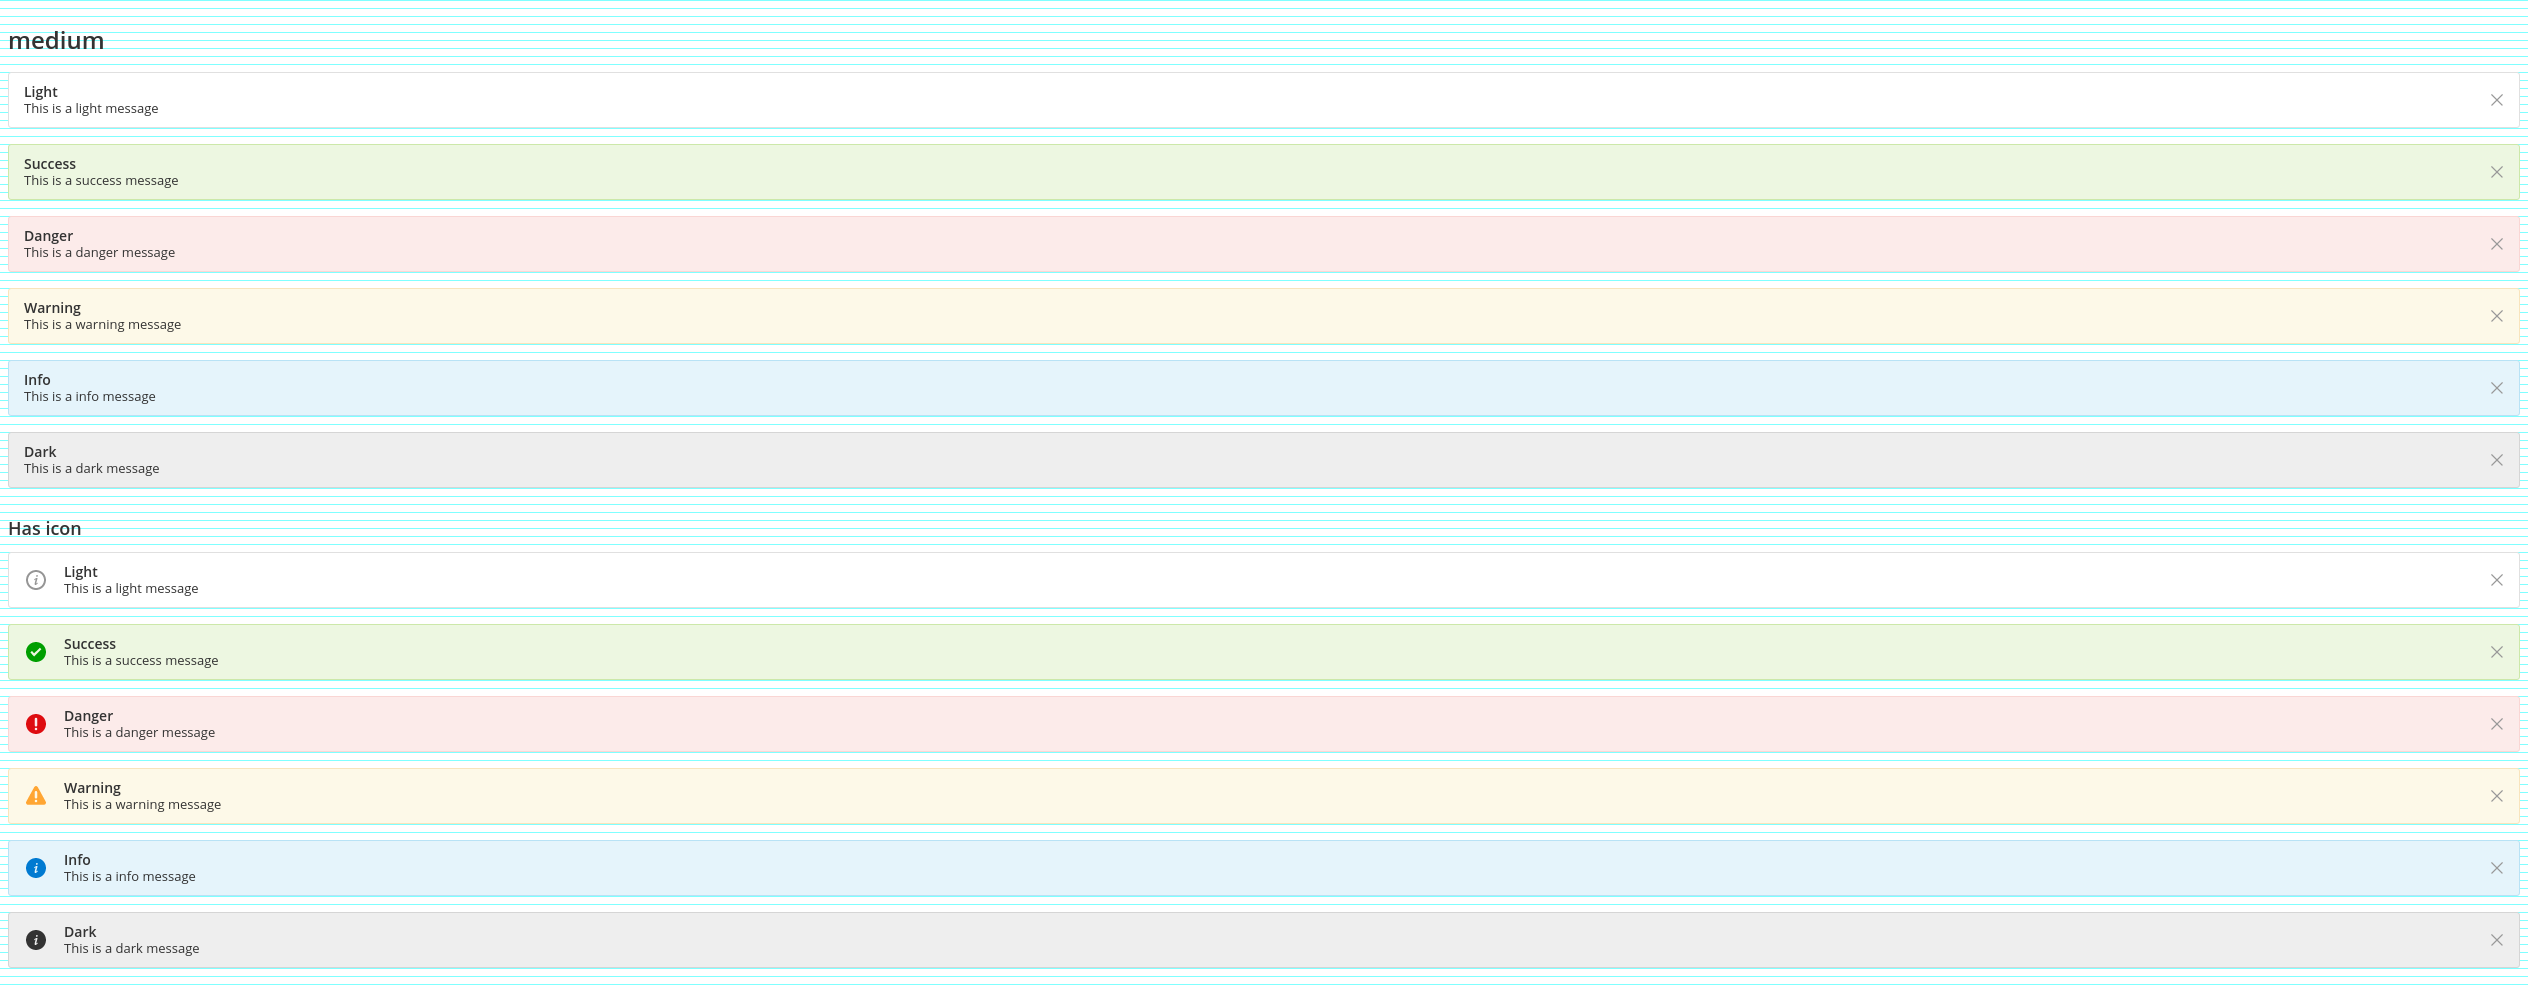 medium
Light
This is a light message
Success
This is a success message
Danger
This is a danger message
Warning
This is a warning message
Info
This is a info message
Dark
This is a dark message
Has icon
Light
This is a light message
Success
This is a success message
Danger
This is a danger message
Warning
This is a warning message
Info
This is a info message
Dark
This is a dark message